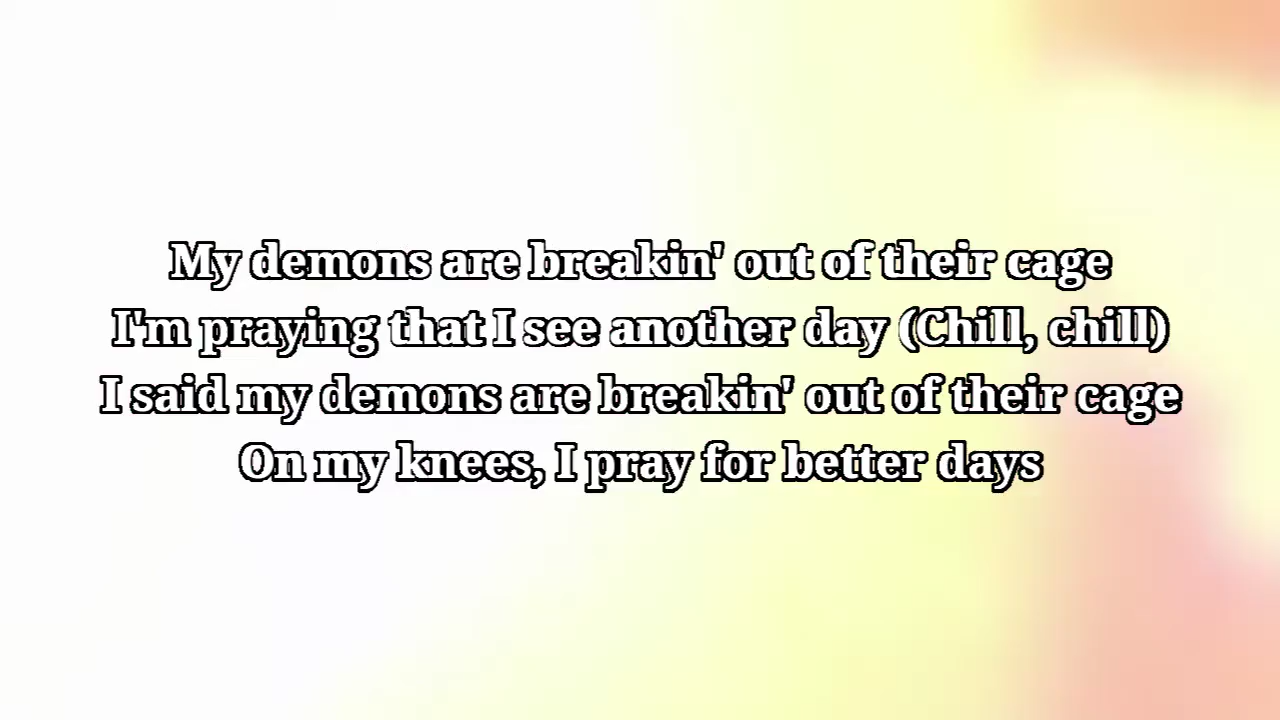 My demons are breakin' out of their cage
I'm praying that I see another day (Chill, chill)
I said my demons are breakin' out of their cage
On my knees, I pray for better days